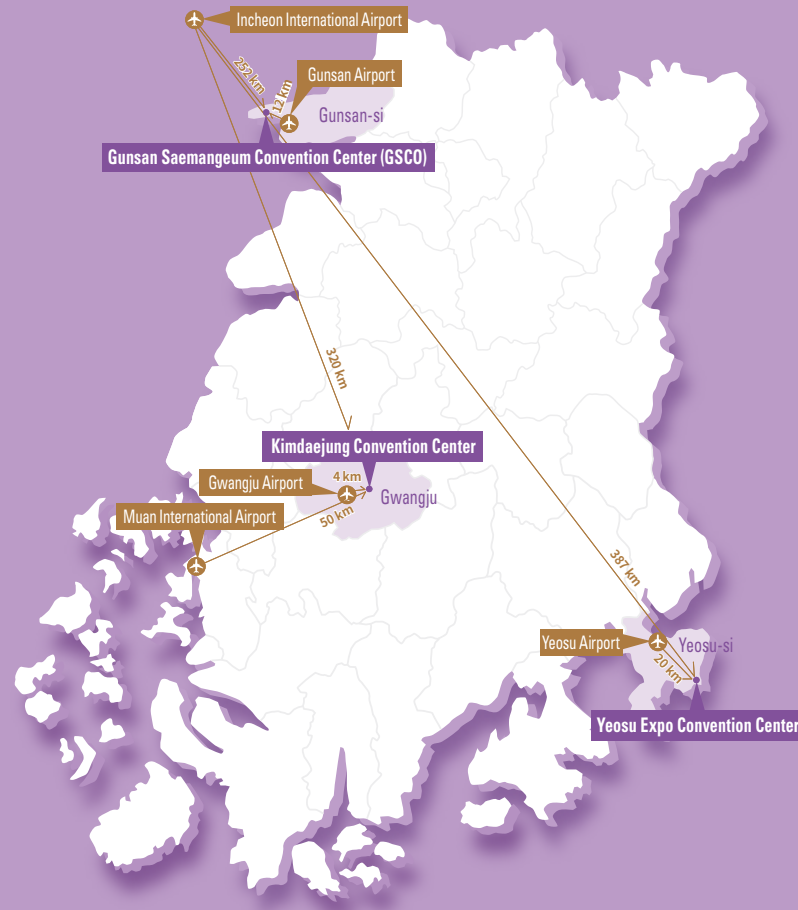 Incheon International Airport
252 km
Gunsan Airport
12 km
Gunsan-si
Gunsan Saemangeum Convention Center (GSCO)
320 km
Kimdaejung Convention Center
4 km
Gwangju Airport
Gwangju
Muan International Airport
50 km
387 km
Yeosu Airport
Yeosu-si
20 km
Yeosu Expo Convention Center